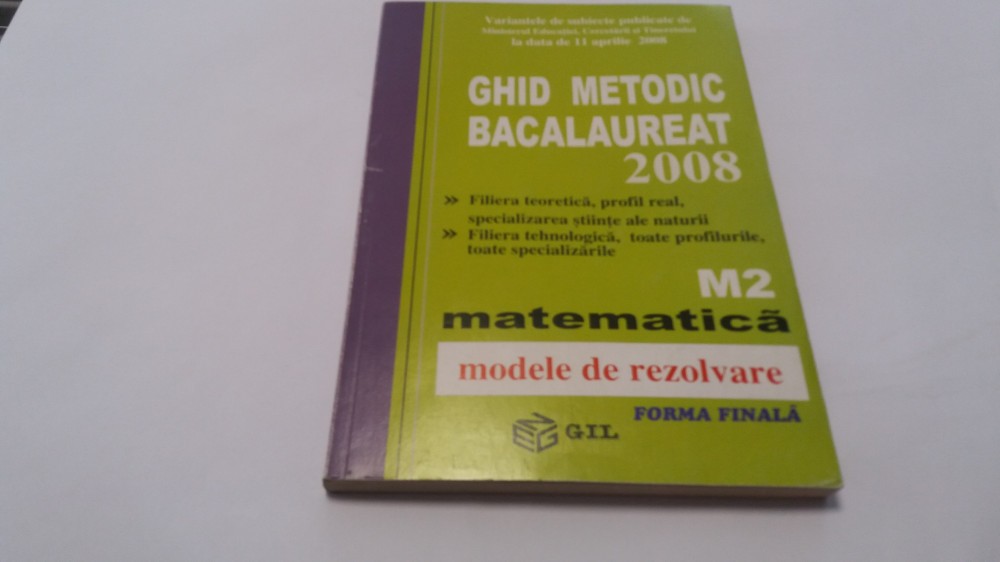 Variantele de subiecte publicate de
Ministerul Educației, Cercetării și Tineretului
la data de 11 aprilie 2008
GHID METODIC
BACALAUREAT
2008
» Filiera teoretică, profil real,
specializarea științe ale naturii
» Filiera tehnologică, toate profilurile,
toate specializările
M2
matematică
modele de rezolvare
FORMA FINALĂ
GIL